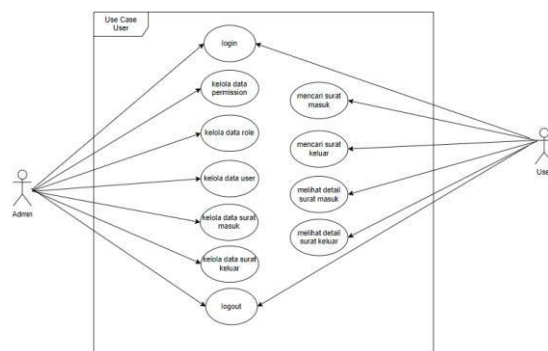 Use Case
User
login
kelola data
permission
kelola data role
kelola data user
kelola data surat
masuk
kelola data surat
keluar
logout
mencari surat
masuk
mencari surat
keluar
melihat detail
surat masuk
melihat detail
surat keluar
Admin